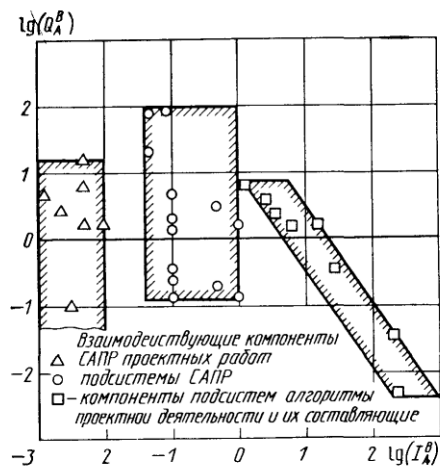 lg(Q_A^B)
2
1
0
-1
-2
Взаимодействующие компоненты
△ САПР проектных работ
○ подсистемы САПР
□ - компоненты подсистем алгоритмы
проектной деятельности и их составляющие
-3 -2 -1 0 1 2 lg(I_A^B)